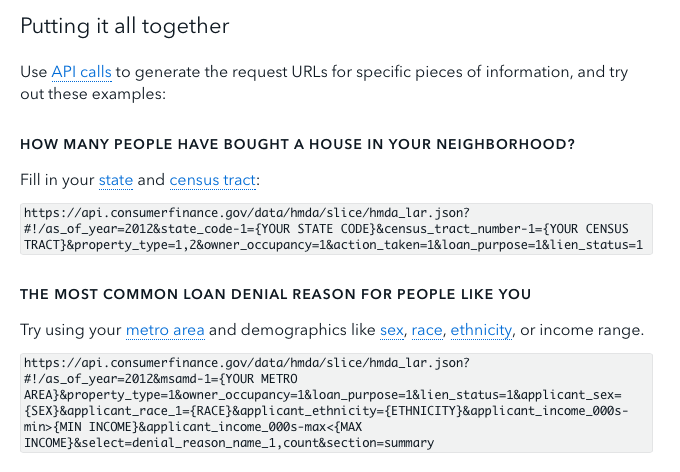 Putting it all together
Use API calls to generate the request URLs for specific pieces of information, and try
out these examples:
HOW MANY PEOPLE HAVE BOUGHT A HOUSE IN YOUR NEIGHBORHOOD?
Fill in your state and census tract:
https://api.consumerfinance.gov/data/hmda/slice/hmda_lar.json?
#!/as_of_year=2012&state_code-1={YOUR STATE CODE}&census_tract_number-1={YOUR CENSUS
TRACT}&property_type=1,2&owner_occupancy=1&action_taken=1&loan_purpose=1&lien_status=1
THE MOST COMMON LOAN DENIAL REASON FOR PEOPLE LIKE YOU
Try using your metro area and demographics like sex, race, ethnicity, or income range.
https://api.consumerfinance.gov/data/hmda/slice/hmda_lar.json?
#!/as_of_year=2012&msamd-1={YOUR METRO
AREA}&property_type=1&owner_occupancy=1&loan_purpose=1&lien_status=1&applicant_sex=
{SEX}&applicant_race_1={RACE}&applicant_ethnicity={ETHNICITY}&applicant_income_000s-
min>{MIN INCOME}&applicant_income_000s-max<{MAX
INCOME}&select=denial_reason_name_1,count&section=summary